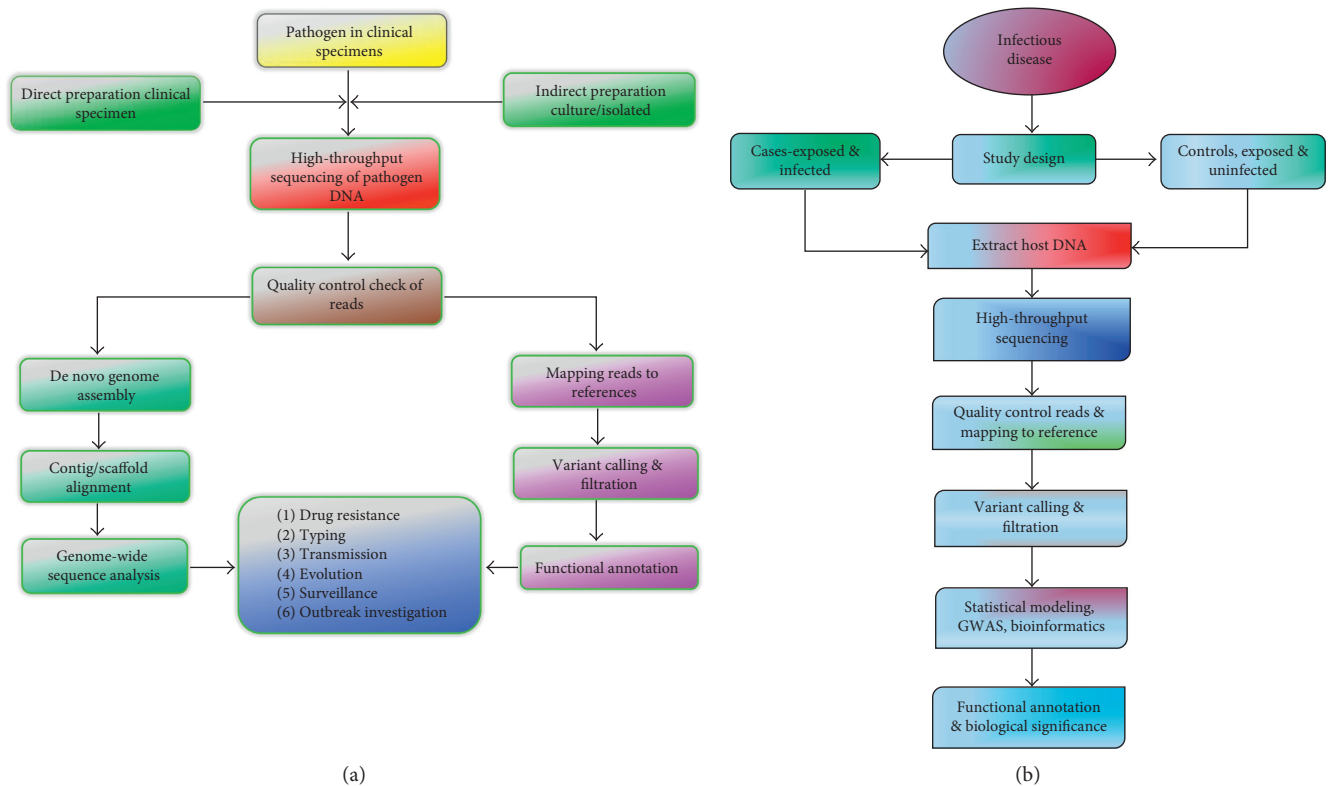 Pathogen in clinical
specimens
Direct preparation clinical
specimen
Indirect preparation
culture/isolated
High-throughput
sequencing of pathogen
DNA
Quality control check of
reads
De novo genome
assembly
Contig/scaffold
alignment
Genome-wide
sequence analysis
Mapping reads to
references
Variant calling &
filtration
Functional annotation
(1) Drug resistance
(2) Typing
(3) Transmission
(4) Evolution
(5) Surveillance
(6) Outbreak investigation
(a)
Infectious
disease
Study design
Cases-exposed &
infected
Controls, exposed &
uninfected
Extract host DNA
High-throughput
sequencing
Quality control reads &
mapping to reference
Variant calling &
filtration
Statistical modeling,
GWAS, bioinformatics
Functional annotation
& biological significance
(b)